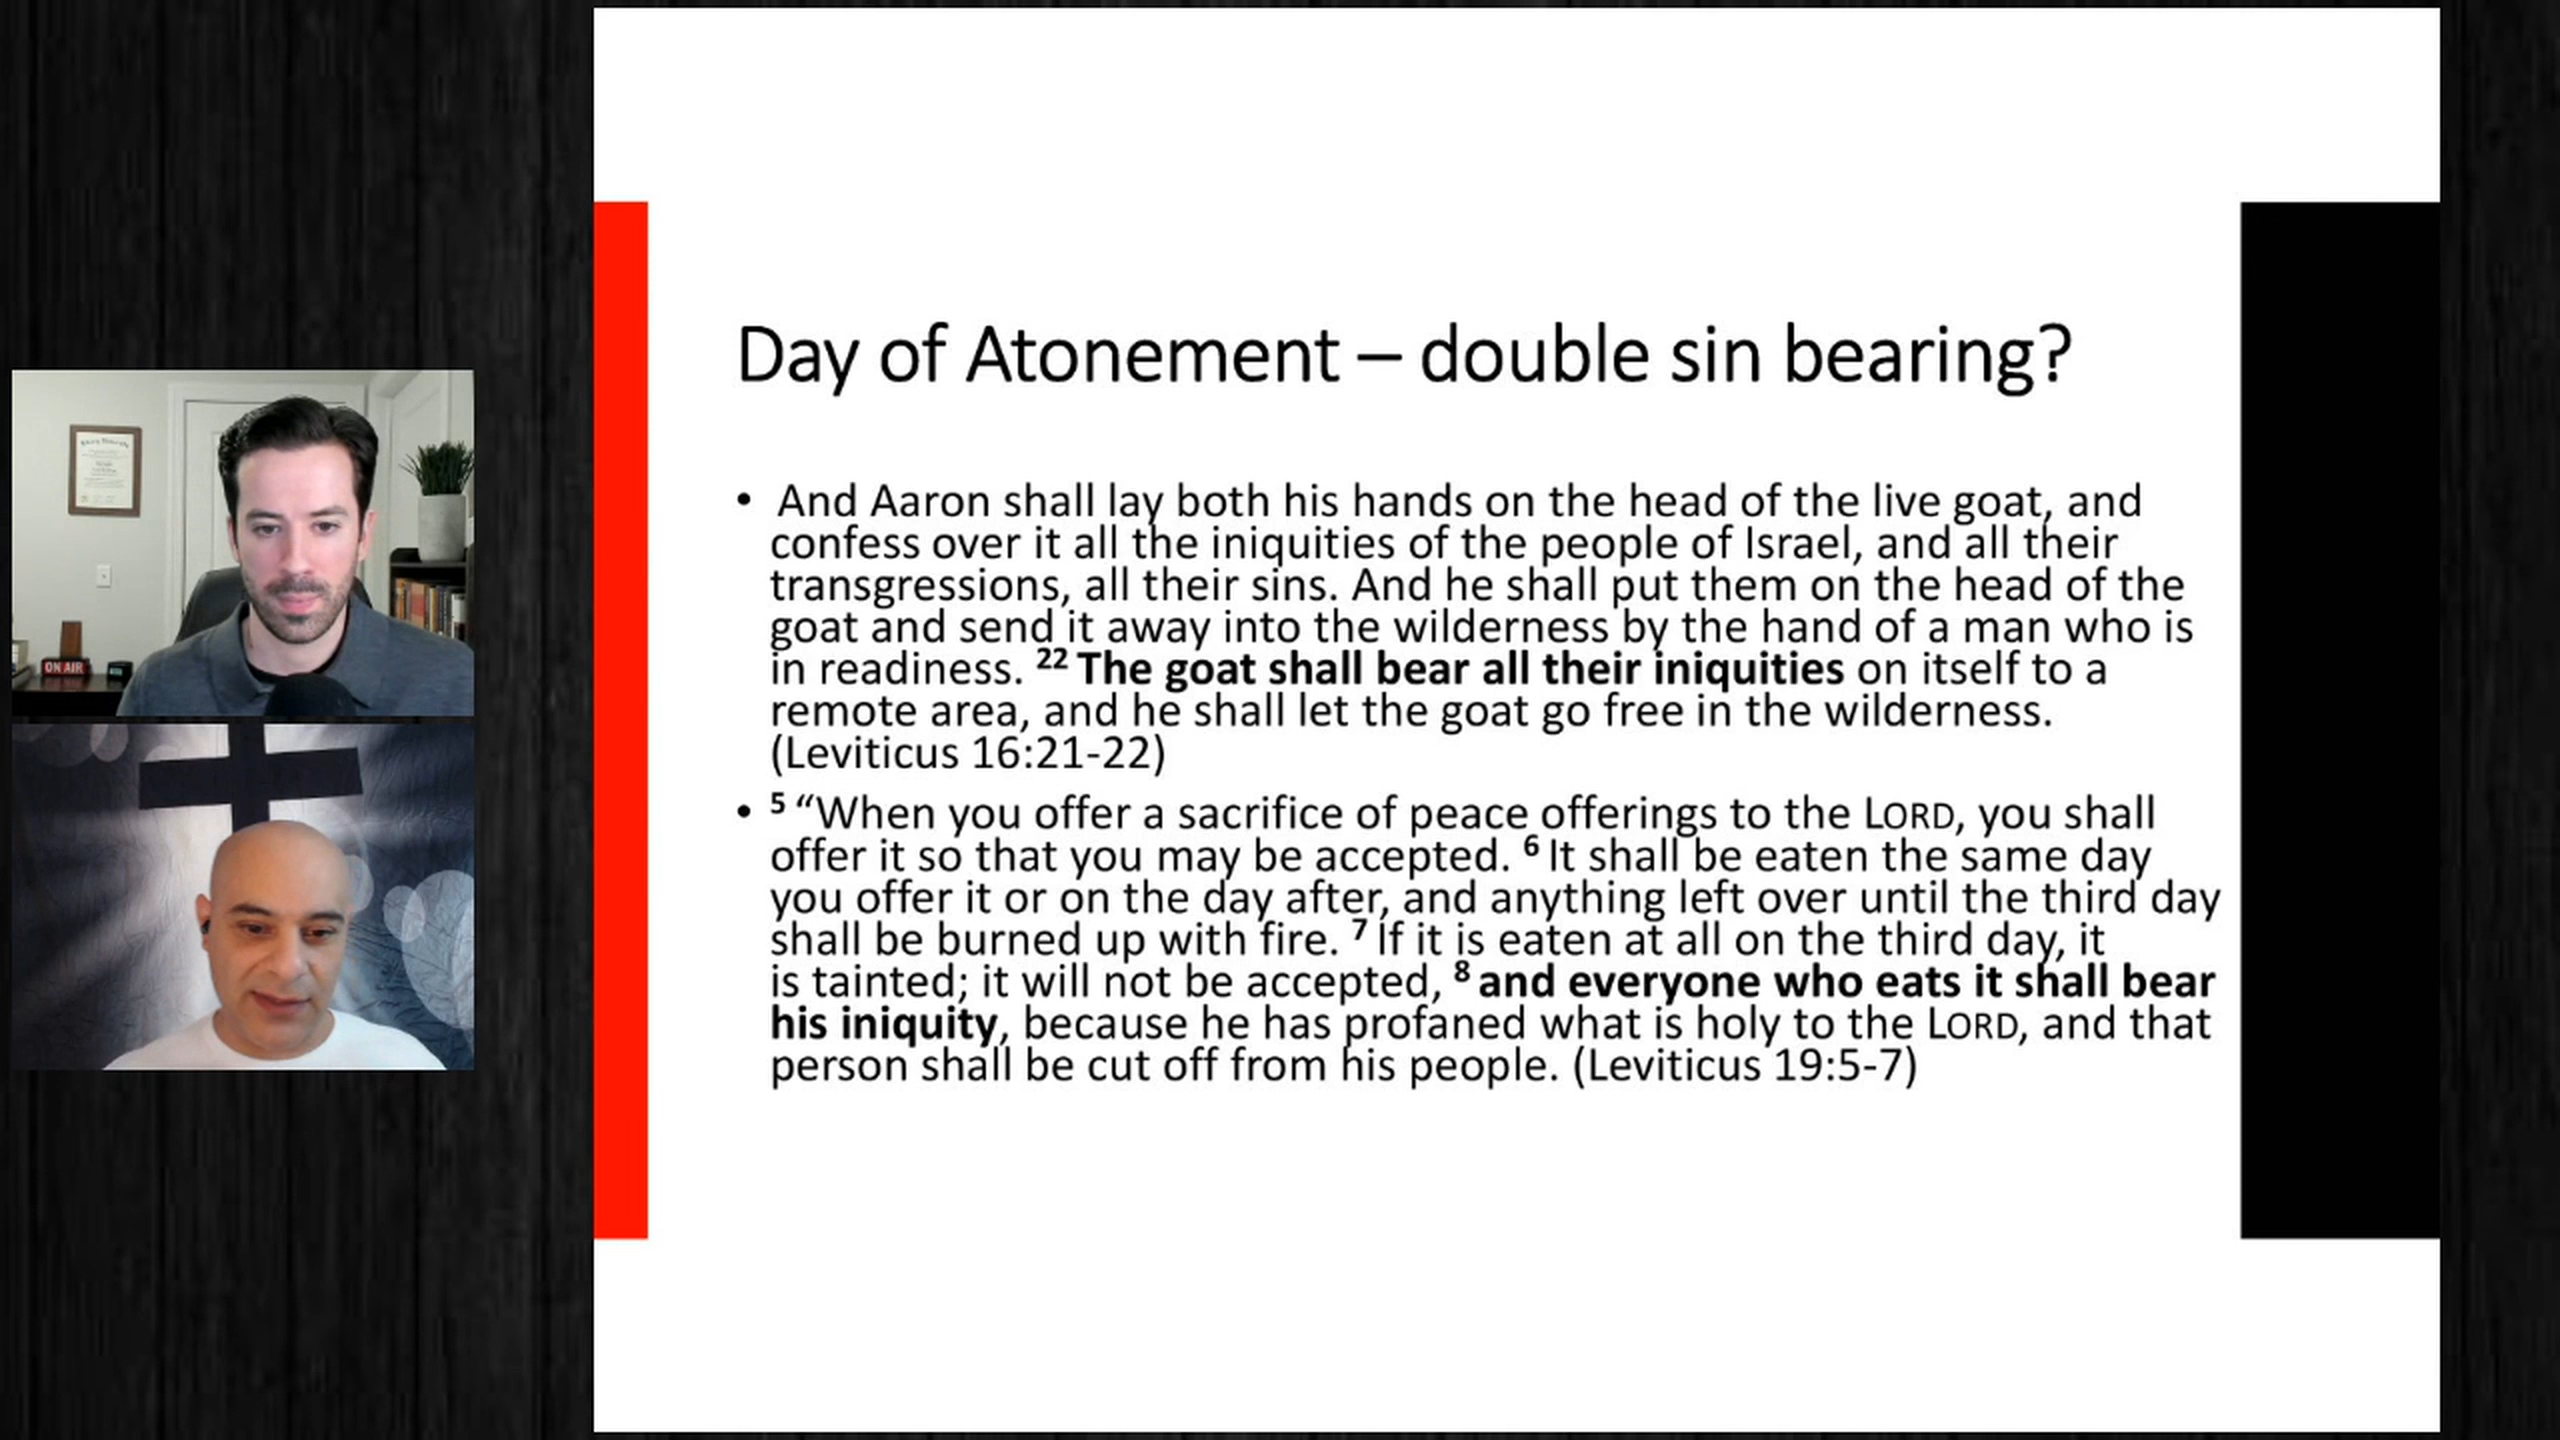 Day of Atonement – double sin bearing?
• And Aaron shall lay both his hands on the head of the live goat, and
confess over it all the iniquities of the people of Israel, and all their
transgressions, all their sins. And he shall put them on the head of the
goat and send it away into the wilderness by the hand of a man who is
in readiness. ²² The goat shall bear all their iniquities on itself to a
remote area, and he shall let the goat go free in the wilderness.
(Leviticus 16:21-22)
• ⁵ “When you offer a sacrifice of peace offerings to the LORD, you shall
offer it so that you may be accepted. ⁶ It shall be eaten the same day
you offer it or on the day after, and anything left over until the third day
shall be burned up with fire. ⁷ If it is eaten at all on the third day, it
is tainted; it will not be accepted, ⁸ and everyone who eats it shall bear
his iniquity, because he has profaned what is holy to the LORD, and that
person shall be cut off from his people. (Leviticus 19:5-7)
ON AIR